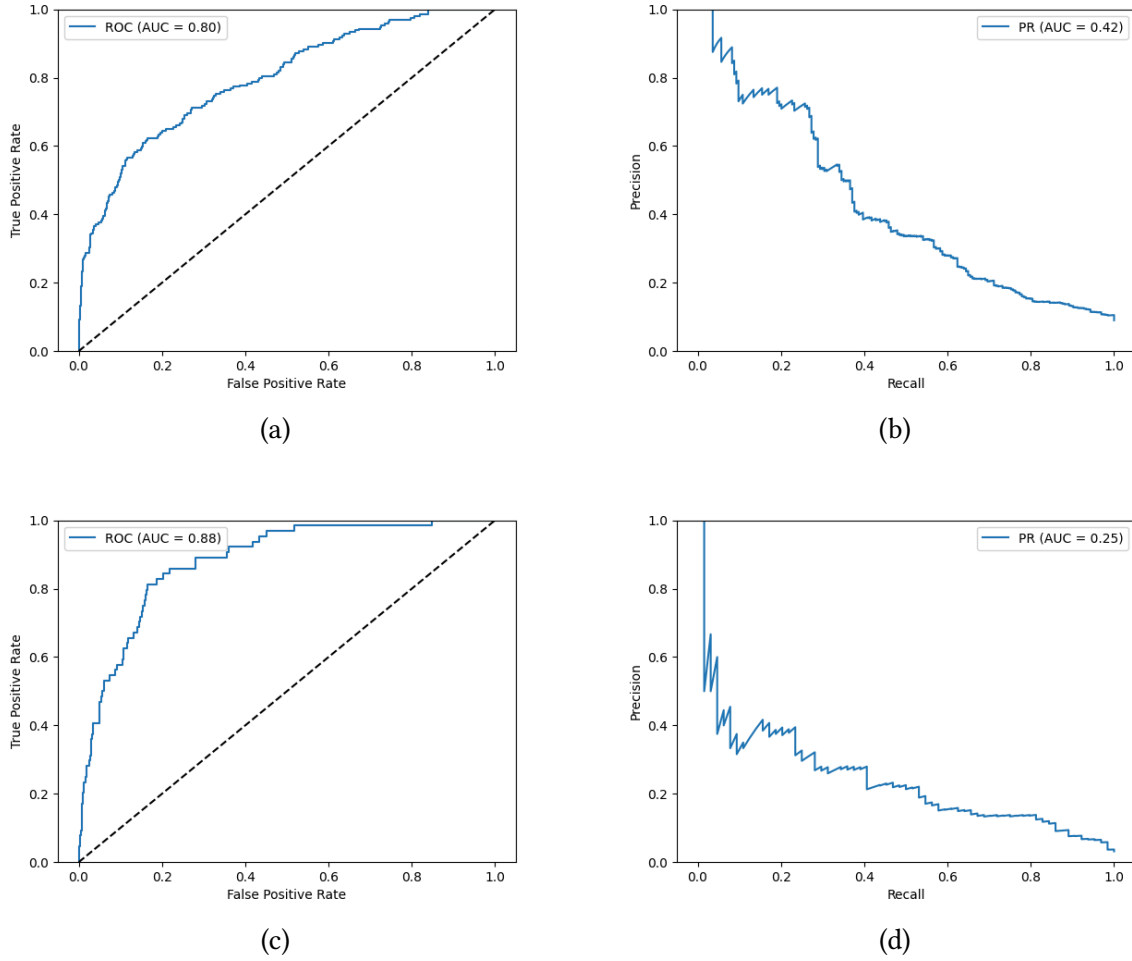 ROC (AUC = 0.80)
1.0
0.8
0.6
0.4
0.2
0.0
True Positive Rate
0.0 0.2 0.4 0.6 0.8 1.0
False Positive Rate
(a)
PR (AUC = 0.42)
1.0
0.8
0.6
0.4
0.2
0.0
Precision
0.0 0.2 0.4 0.6 0.8 1.0
Recall
(b)
ROC (AUC = 0.88)
1.0
0.8
0.6
0.4
0.2
0.0
True Positive Rate
0.0 0.2 0.4 0.6 0.8 1.0
False Positive Rate
(c)
PR (AUC = 0.25)
1.0
0.8
0.6
0.4
0.2
0.0
Precision
0.0 0.2 0.4 0.6 0.8 1.0
Recall
(d)